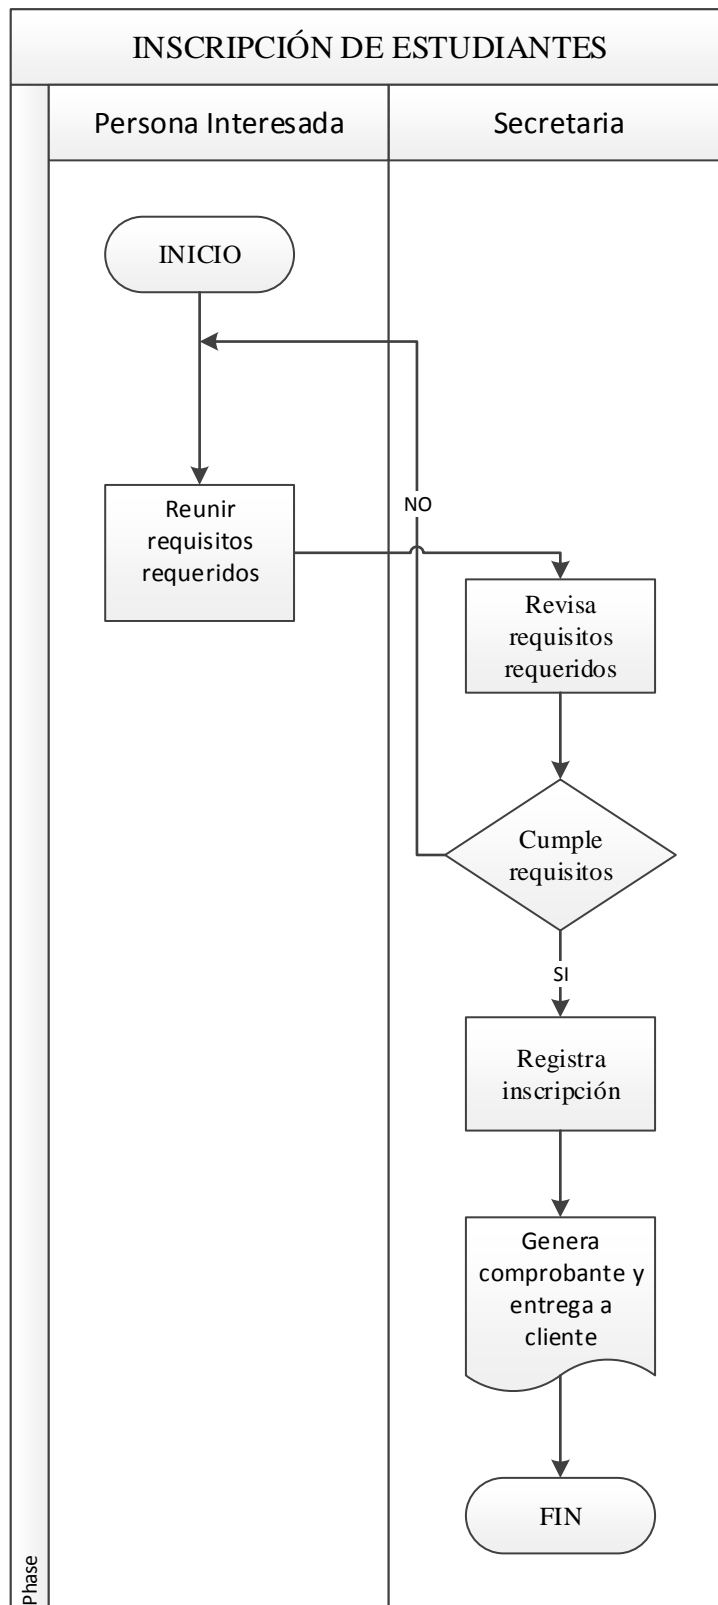 INSCRIPCIÓN DE ESTUDIANTES
Persona Interesada
Secretaria
INICIO
Reunir
requisitos
requeridos
NO
Revisa
requisitos
requeridos
Cumple
requisitos
SI
Registra
inscripción
Genera
comprobante y
entrega a
cliente
FIN
Phase